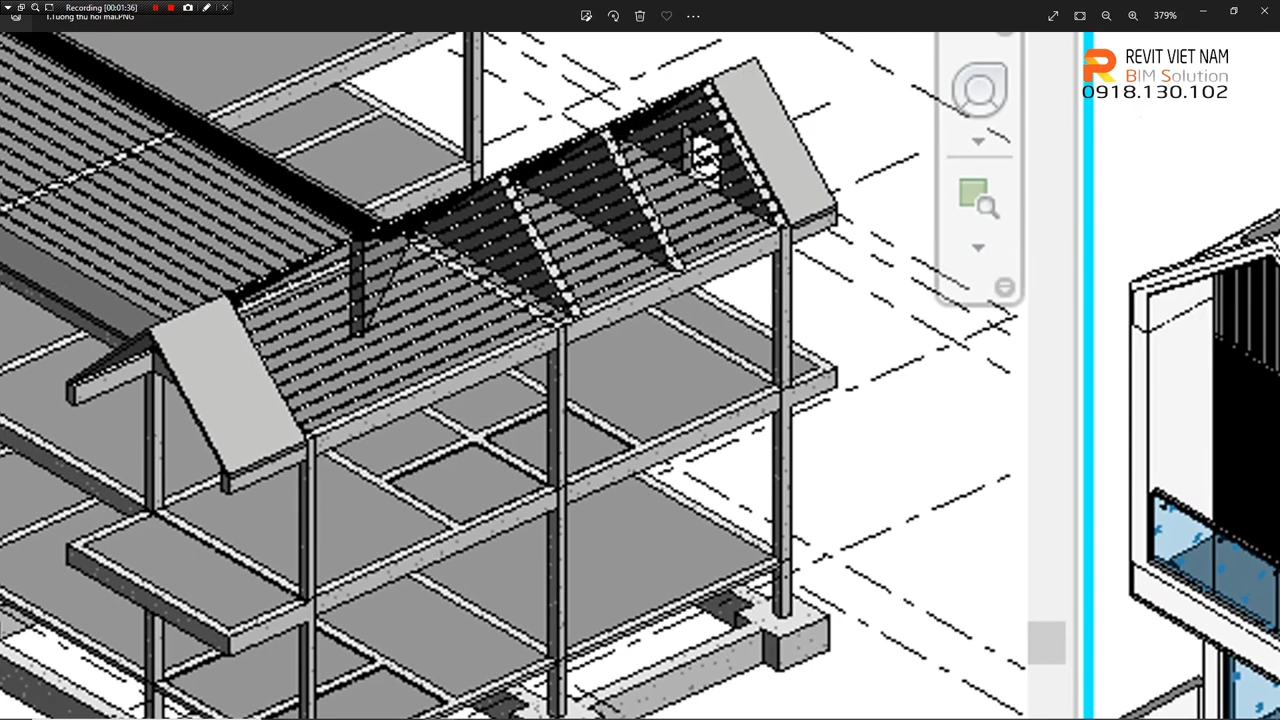 Recording [00:01:36]
1.Tuong thu hoi mai.PNG
379%
REVIT VIET NAM
BIM Solution
0918.130.102